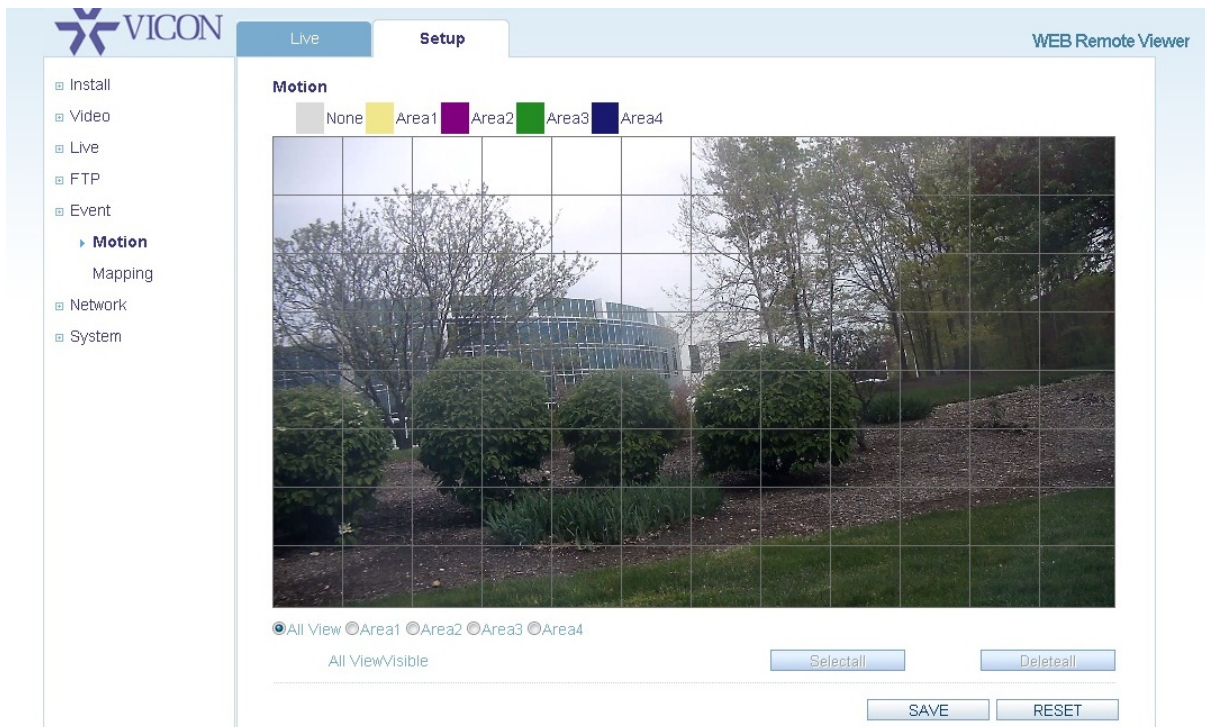 VICON
Live Setup
WEB Remote Viewer
Install
Video
Live
FTP
Event
Motion
Mapping
Network
System
Motion
None Area1 Area2 Area3 Area4
All View Area1 Area2 Area3 Area4
All ViewVisible
Selectall Deleteall
SAVE RESET